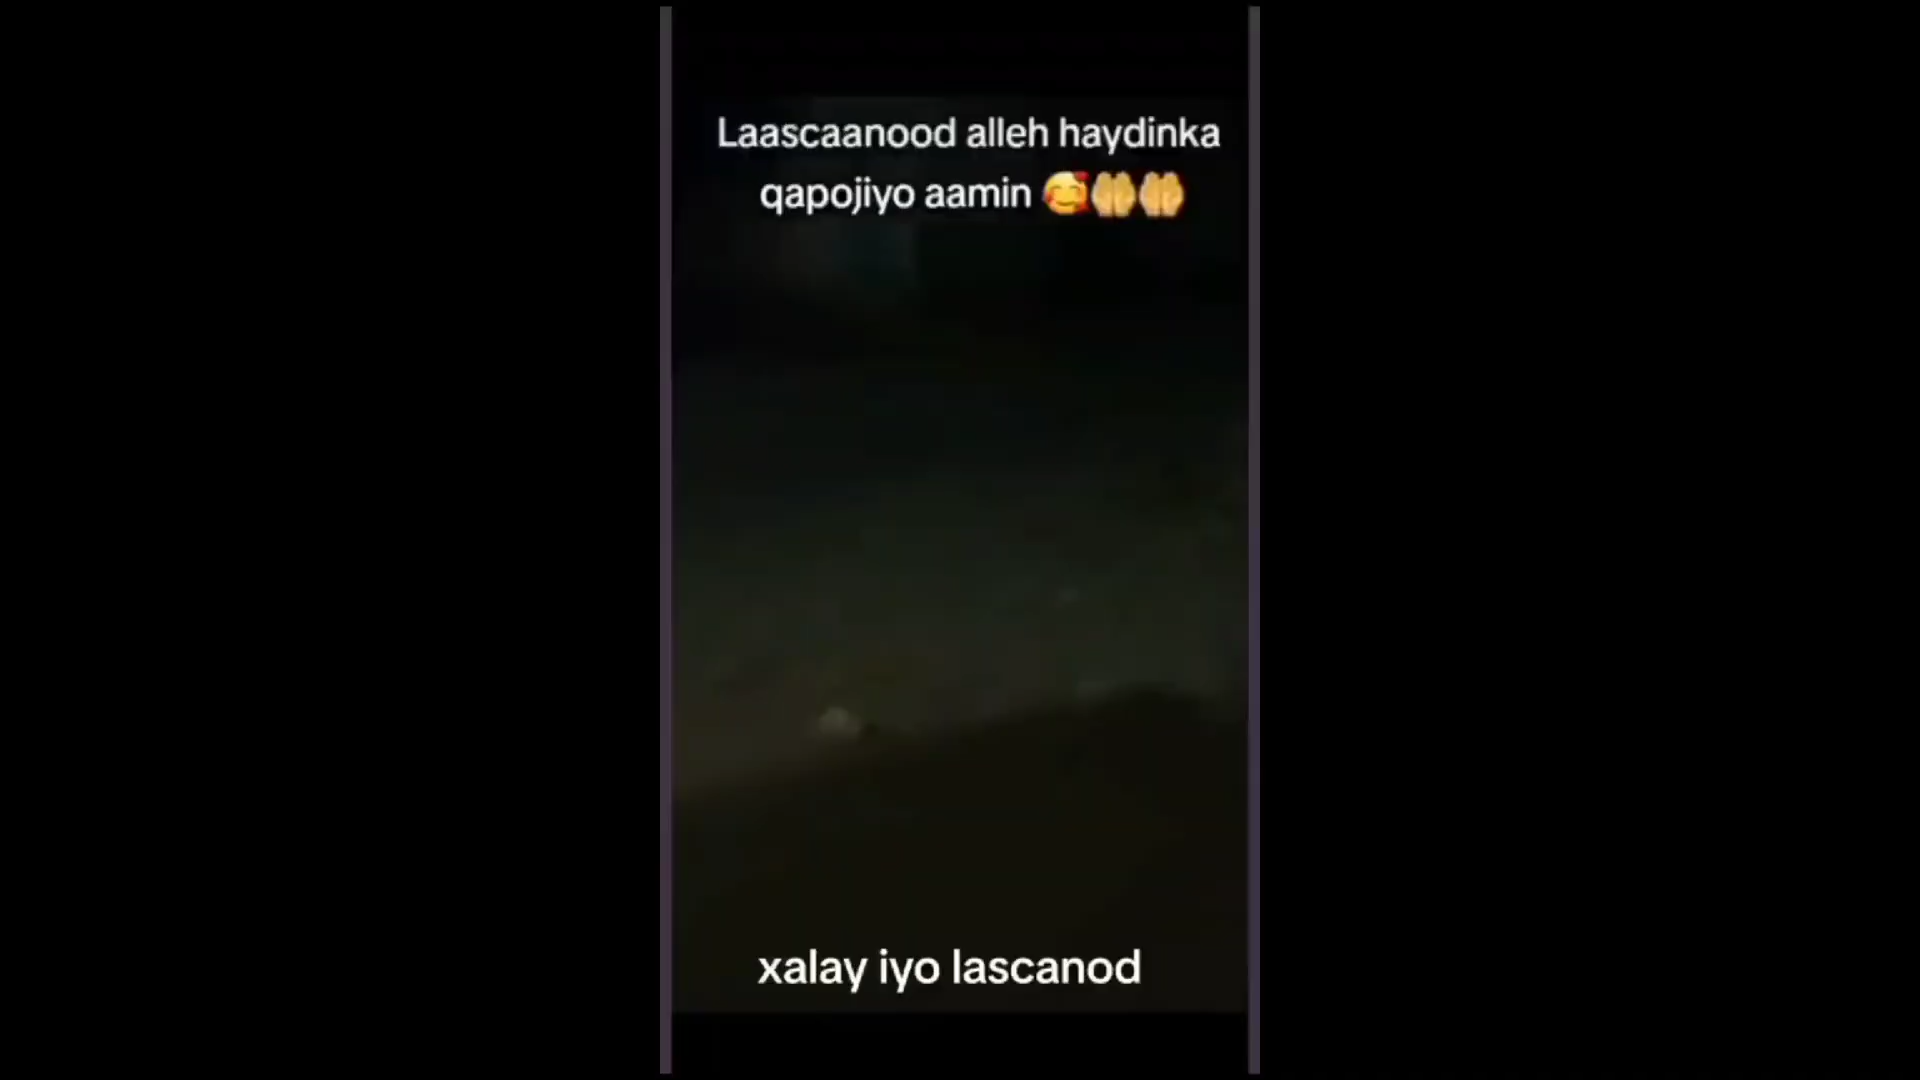 Laascaanood alleh haydinka
qapojiyo aamin 🥰🤲🤲
xalay iyo lascanod